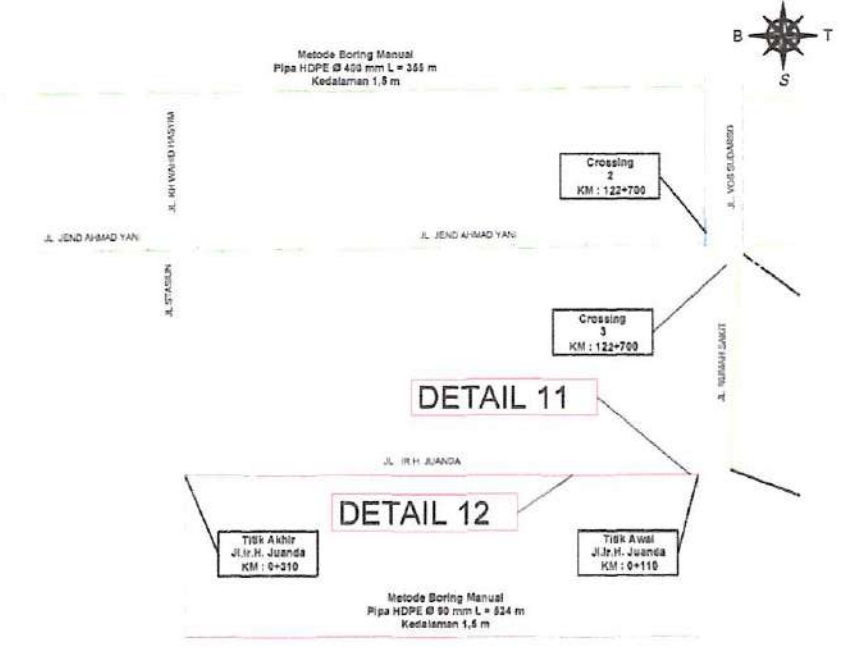 B T
S
Metode Boring Manual
Pipa HDPE Ø 400 mm L = 355 m
Kedalaman 1,5 m
JL. KH WAHID HASYIM
JL. YOS SUDARSO
Crossing
2
KM : 122+700
JL. JEND AHMAD YANI
JL. JEND AHMAD YANI
JL.STASIUN
Crossing
3
KM : 122+700
JL. RUMAH SAKIT
DETAIL 11
JL. IR H. JUANDA
DETAIL 12
Titik Akhir
Jl.Ir.H. Juanda
KM : 0+310
Titik Awal
Jl.Ir.H. Juanda
KM : 0+110
Metode Boring Manual
Pipa HDPE Ø 90 mm L = 524 m
Kedalaman 1,5 m